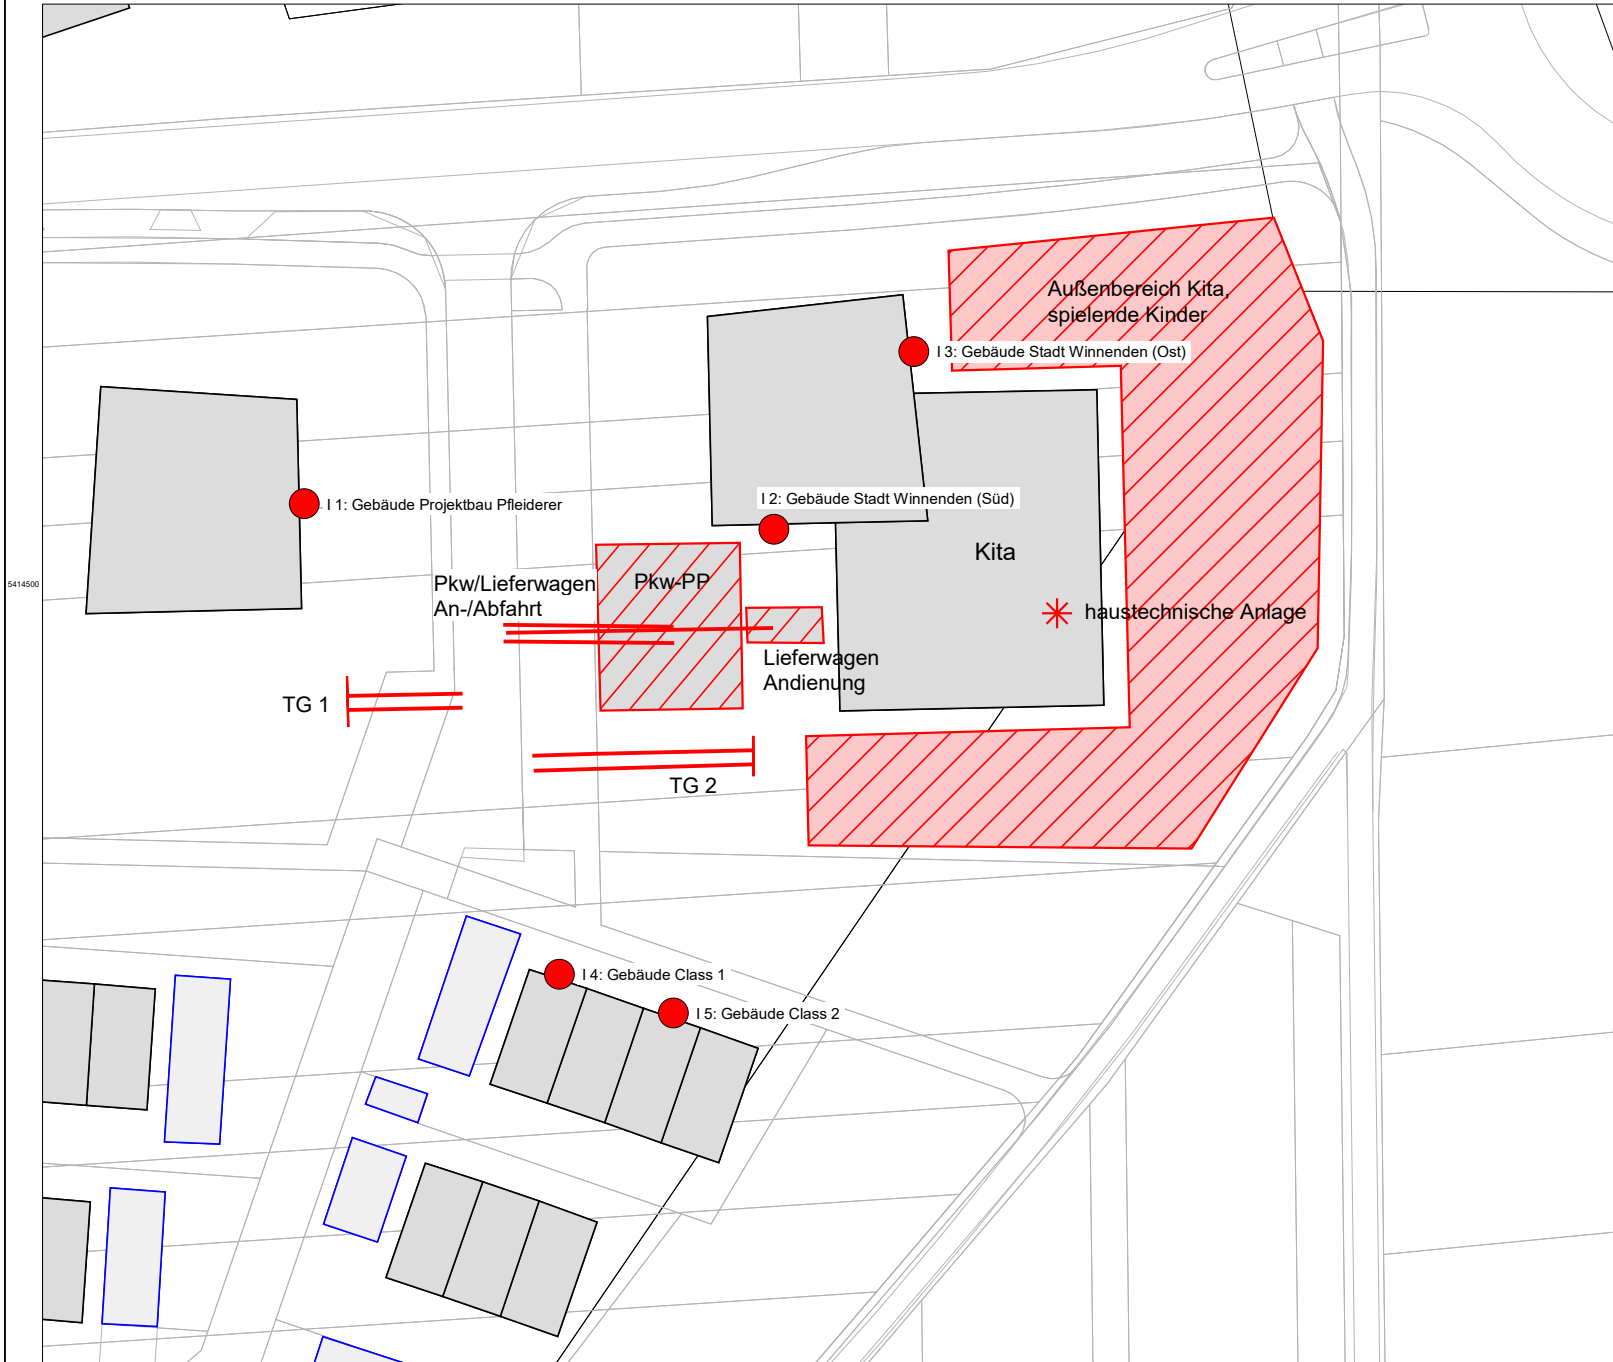 Außenbereich Kita,
spielende Kinder
I 3: Gebäude Stadt Winnenden (Ost)
I 1: Gebäude Projektbau Pfleiderer
I 2: Gebäude Stadt Winnenden (Süd)
Kita
5414500
Pkw/Lieferwagen
An-/Abfahrt
Pkw-PP
haustechnische Anlage
Lieferwagen
Andienung
TG 1
TG 2
I 4: Gebäude Class 1
I 5: Gebäude Class 2